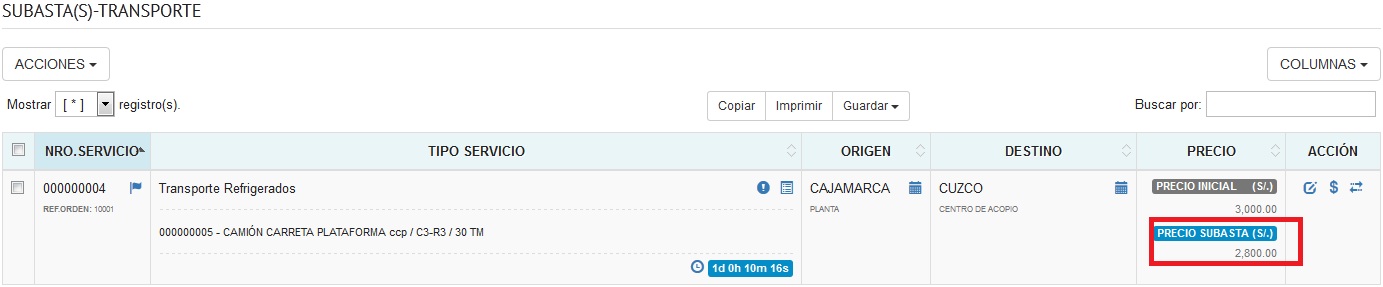 SUBASTA(S)-TRANSPORTE
ACCIONES
COLUMNAS
Mostrar [ * ] registro(s).
Copiar Imprimir Guardar
Buscar por:
NRO.SERVICIO TIPO SERVICIO ORIGEN DESTINO PRECIO ACCIÓN
000000004 Transporte Refrigerados CAJAMARCA CUZCO PRECIO INICIAL (S/.)
REF.ORDEN: 10001 PLANTA CENTRO DE ACOPIO 3,000.00
000000005 - CAMIÓN CARRETA PLATAFORMA ccp / C3-R3 / 30 TM PRECIO SUBASTA (S/.)
2,800.00
1d 0h 10m 16s